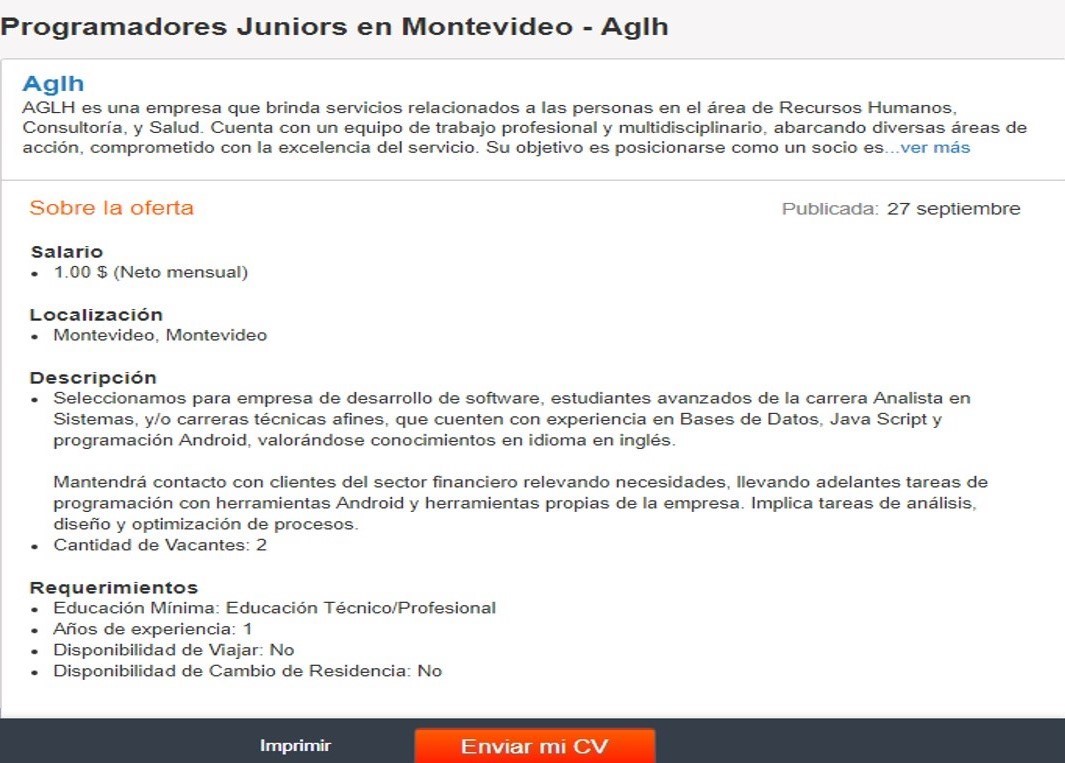 Programadores Juniors en Montevideo - Aglh
Aglh
AGLH es una empresa que brinda servicios relacionados a las personas en el área de Recursos Humanos,
Consultoría, y Salud. Cuenta con un equipo de trabajo profesional y multidisciplinario, abarcando diversas áreas de
acción, comprometido con la excelencia del servicio. Su objetivo es posicionarse como un socio es...ver más
Sobre la oferta
Publicada: 27 septiembre
Salario
• 1.00 $ (Neto mensual)
Localización
• Montevideo, Montevideo
Descripción
• Seleccionamos para empresa de desarrollo de software, estudiantes avanzados de la carrera Analista en
Sistemas, y/o carreras técnicas afines, que cuenten con experiencia en Bases de Datos, Java Script y
programación Android, valorándose conocimientos en idioma en inglés.
Mantendrá contacto con clientes del sector financiero relevando necesidades, llevando adelantes tareas de
programación con herramientas Android y herramientas propias de la empresa. Implica tareas de análisis,
diseño y optimización de procesos.
• Cantidad de Vacantes: 2
Requerimientos
• Educación Mínima: Educación Técnico/Profesional
• Años de experiencia: 1
• Disponibilidad de Viajar: No
• Disponibilidad de Cambio de Residencia: No
Imprimir
Enviar mi CV